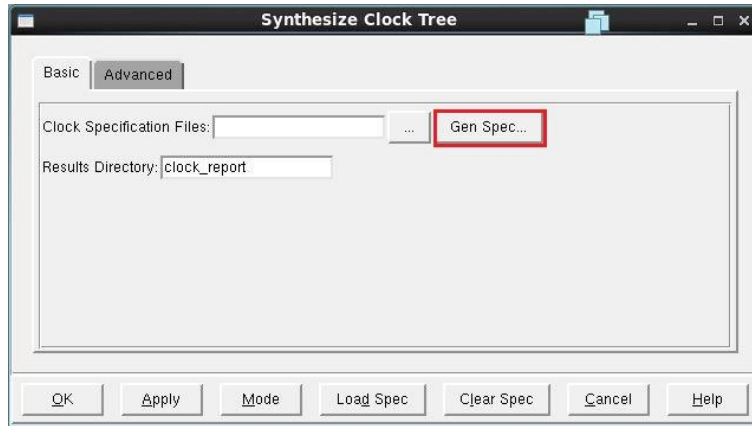 Synthesize Clock Tree
Basic Advanced
Clock Specification Files: ... Gen Spec...
Results Directory: clock_report
OK Apply Mode Load Spec Clear Spec Cancel Help